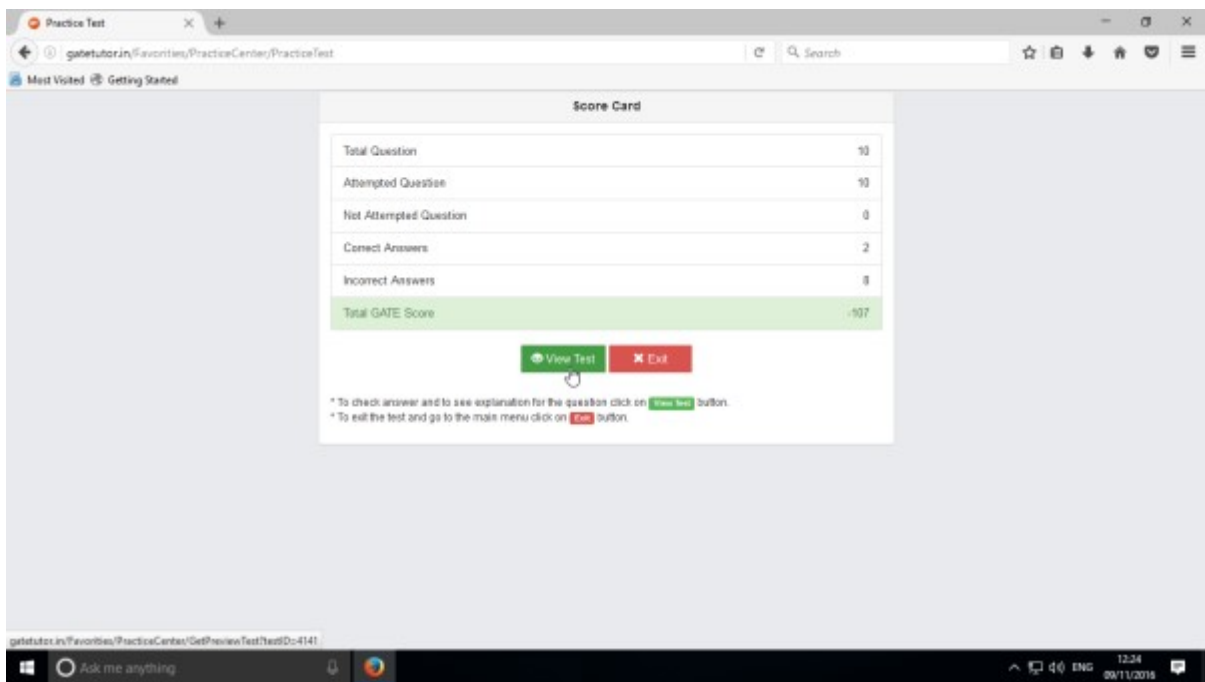 Practice Test
gatetutor.in/Favorities/PracticeCenter/PracticeTest
Search
Most Visited Getting Started
Score Card
Total Question 10
Attempted Question 10
Not Attempted Question 0
Correct Answers 2
Incorrect Answers 8
Total GATE Score -107
View Test Exit
* To check answer and to see explanation for the question click on View Test button.
* To exit the test and go to the main menu click on Exit button.
gatetutor.in/Favorities/PracticeCenter/GetPreviewTest?testID=4141
Ask me anything
ENG
12:24
09/11/2016